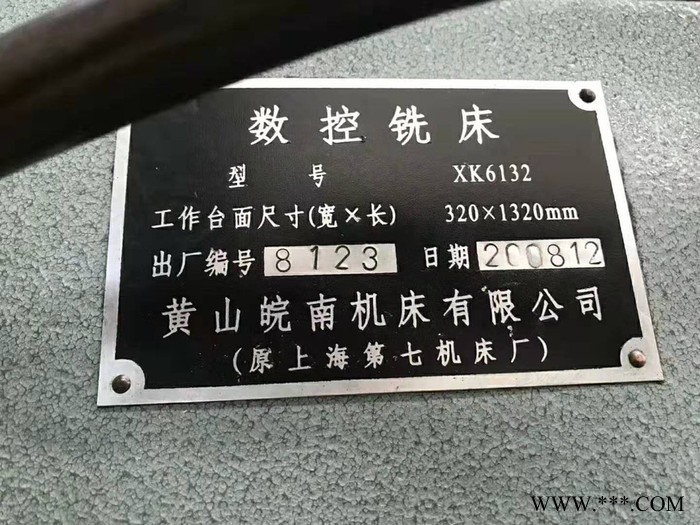 数控铣床
型 号 XK6132
工作台面尺寸(宽×长) 320×1320mm
出厂编号 8123 日期 200812
黄山皖南机床有限公司
(原上海第七机床厂)
WWW.***.COM